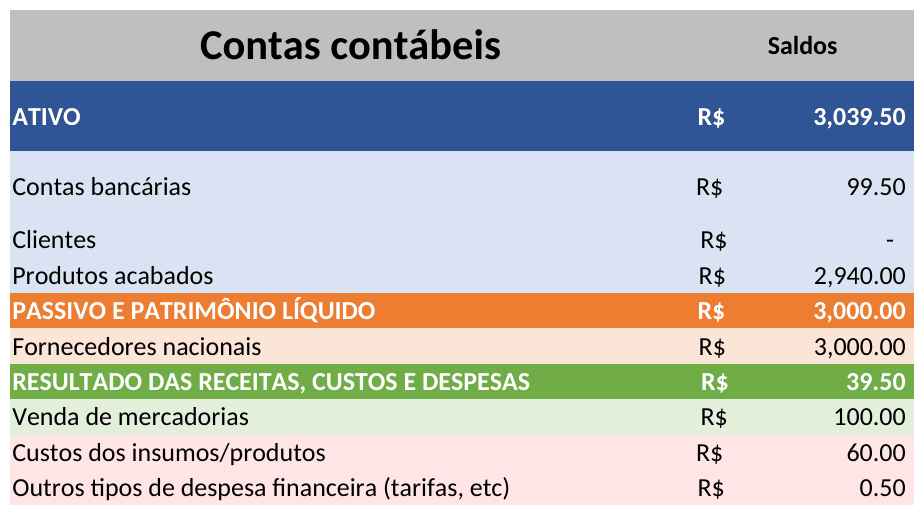 Contas contábeis Saldos
ATIVO R$ 3,039.50
Contas bancárias R$ 99.50
Clientes R$ -
Produtos acabados R$ 2,940.00
PASSIVO E PATRIMÔNIO LÍQUIDO R$ 3,000.00
Fornecedores nacionais R$ 3,000.00
RESULTADO DAS RECEITAS, CUSTOS E DESPESAS R$ 39.50
Venda de mercadorias R$ 100.00
Custos dos insumos/produtos R$ 60.00
Outros tipos de despesa financeira (tarifas, etc) R$ 0.50